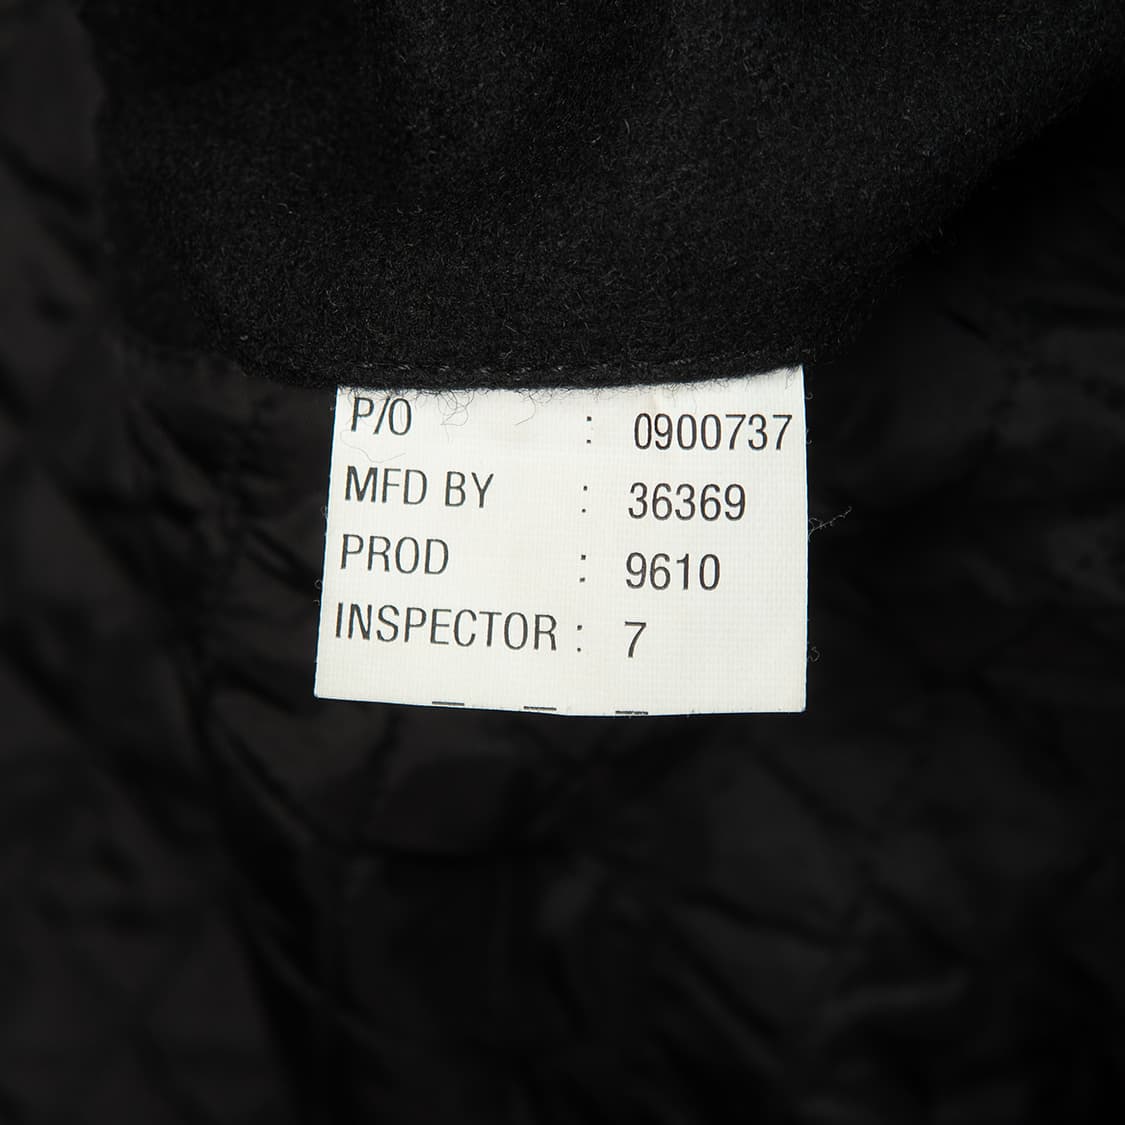 P/O : 0900737
MFD BY : 36369
PROD : 9610
INSPECTOR : 7